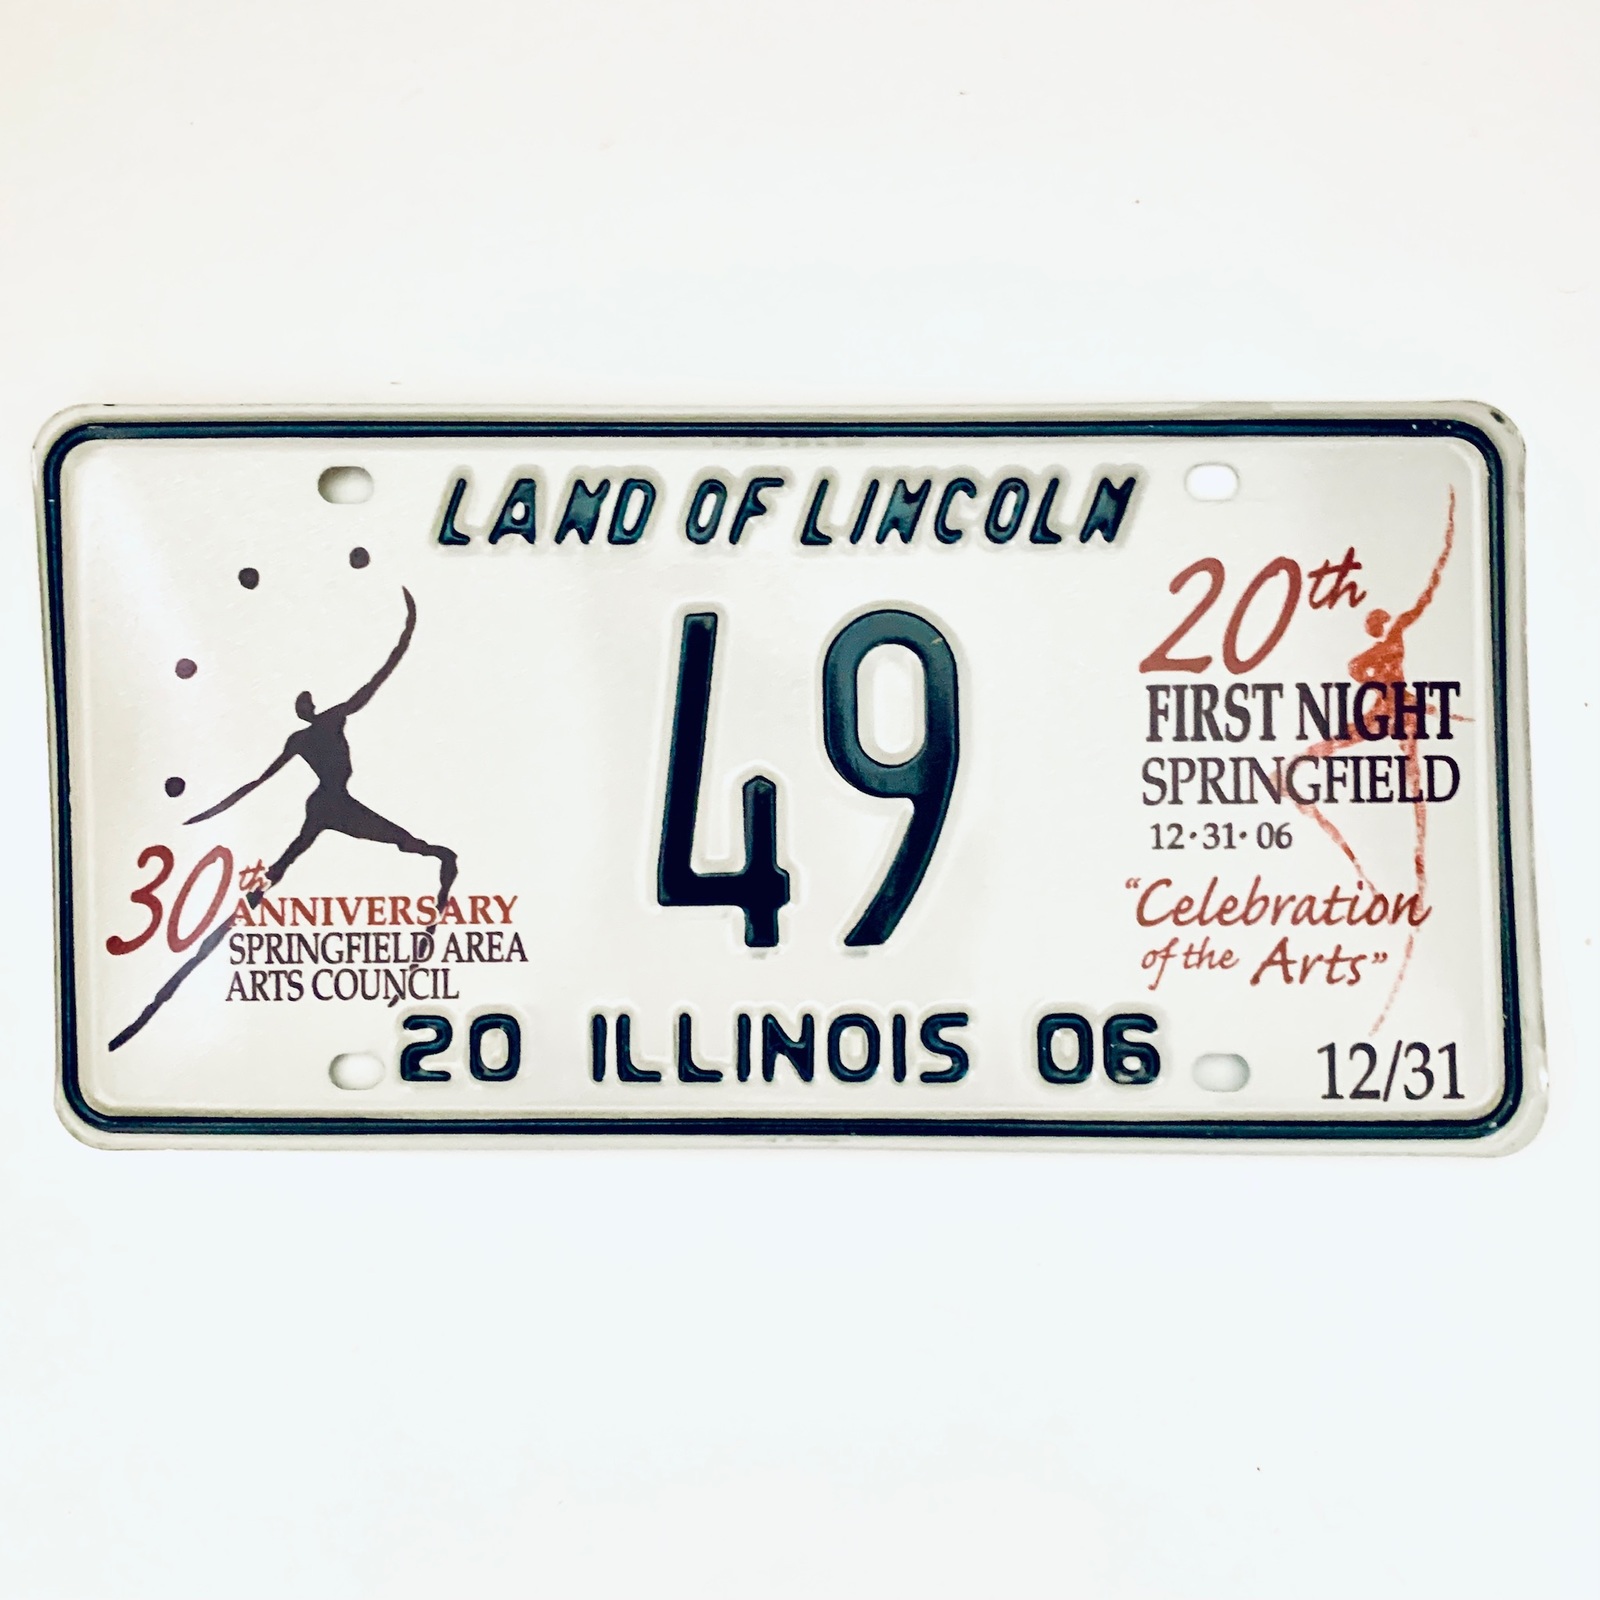 LAND OF LINCOLN
49
30th
ANNIVERSARY
SPRINGFIELD AREA
ARTS COUNCIL
20th
FIRST NIGHT
SPRINGFIELD
12·31·06
“Celebration
of the Arts”
20 ILLINOIS 06
12/31